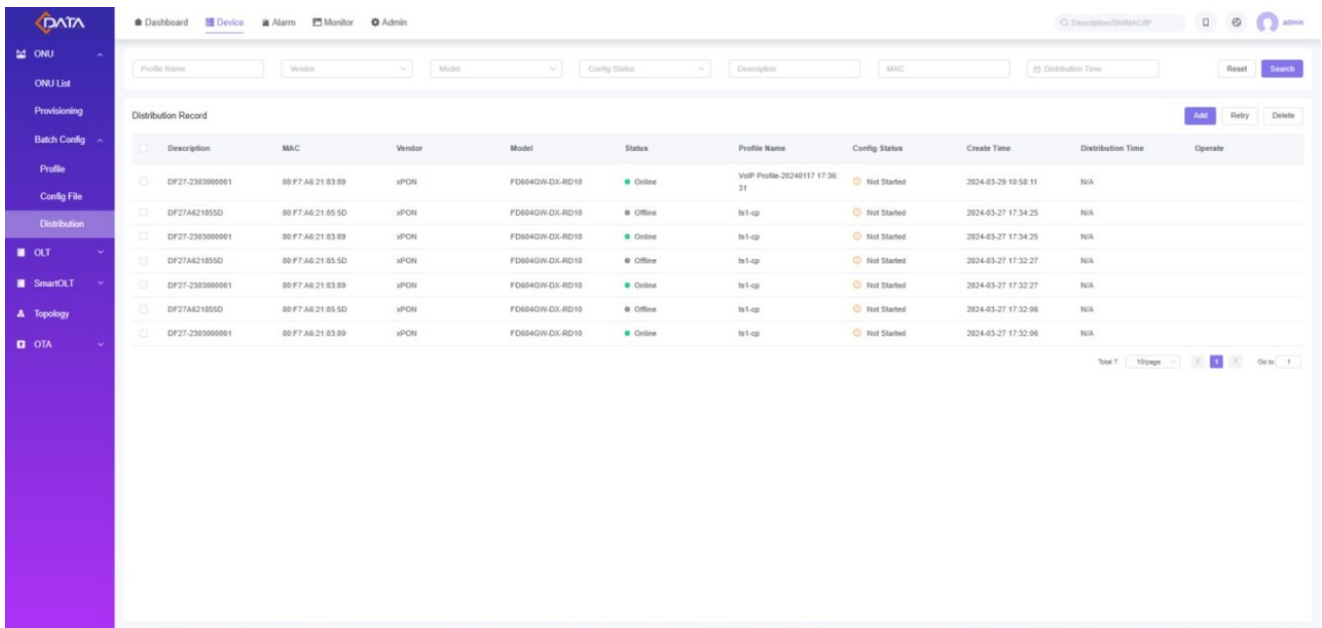 DATA
Dashboard Device Alarm Monitor Admin Description/SN/MAC/IP admin
ONU
ONU List
Provisioning
Batch Config
Profile
Config File
Distribution
OLT
SmartOLT
Topology
OTA
Profile Name Vendor Model Config Status Description MAC Distribution Time Reset Search
Distribution Record Add Retry Delete
Description MAC Vendor Model Status Profile Name Config Status Create Time Distribution Time Operate
DF27-2303000001 80:F7:A6:21:83:89 xPON FD604GW-DX-RD10 Online VoIP Profile-20240117 17:36:
31 Not Started 2024-03-29 10:58:11 N/A
DF27A621855D 80:F7:A6:21:85:5D xPON FD604GW-DX-RD10 Offline ts1-cp Not Started 2024-03-27 17:34:25 N/A
DF27-2303000001 80:F7:A6:21:83:89 xPON FD604GW-DX-RD10 Online ts1-cp Not Started 2024-03-27 17:34:25 N/A
DF27A621855D 80:F7:A6:21:85:5D xPON FD604GW-DX-RD10 Offline ts1-cp Not Started 2024-03-27 17:32:27 N/A
DF27-2303000001 80:F7:A6:21:83:89 xPON FD604GW-DX-RD10 Online ts1-cp Not Started 2024-03-27 17:32:27 N/A
DF27A621855D 80:F7:A6:21:85:5D xPON FD604GW-DX-RD10 Offline ts1-cp Not Started 2024-03-27 17:32:06 N/A
DF27-2303000001 80:F7:A6:21:83:89 xPON FD604GW-DX-RD10 Online ts1-cp Not Started 2024-03-27 17:32:06 N/A
Total 7 10/page < 1 > Go to 1